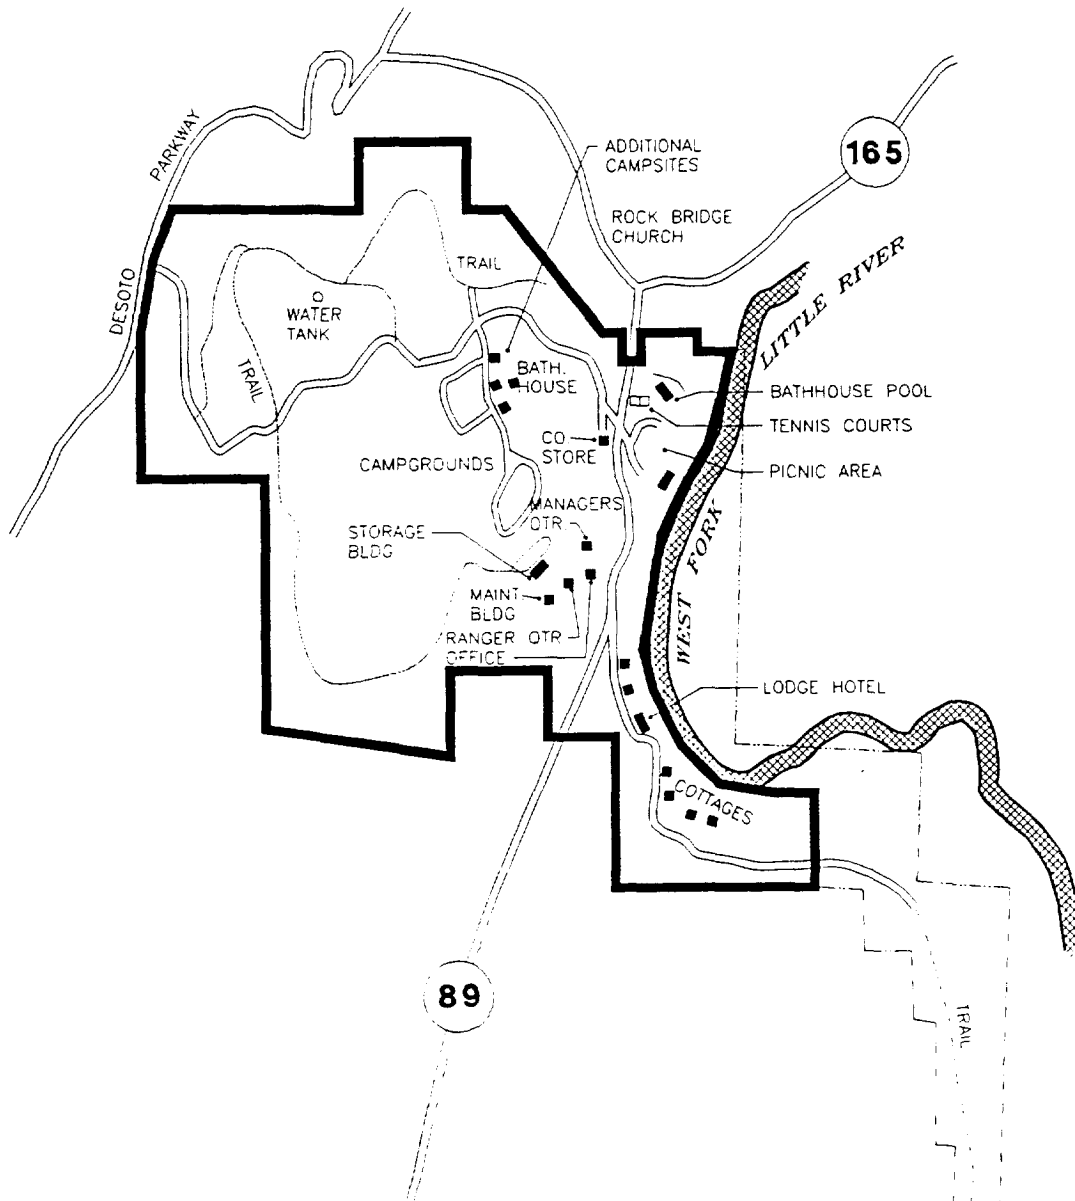 PARKWAY
165
ADDITIONAL
CAMPSITES
ROCK BRIDGE
CHURCH
TRAIL
LITTLE RIVER
DESOTO
WATER
TANK
TRAIL
BATH.
HOUSE
BATHHOUSE POOL
TENNIS COURTS
CO
STORE
CAMPGROUNDS
PICNIC AREA
MANAGERS
QTR.
STORAGE
BLDG
WEST FORK
MAINT
BLDG
RANGER QTR
OFFICE
LODGE HOTEL
COTTAGES
89
TRAIL